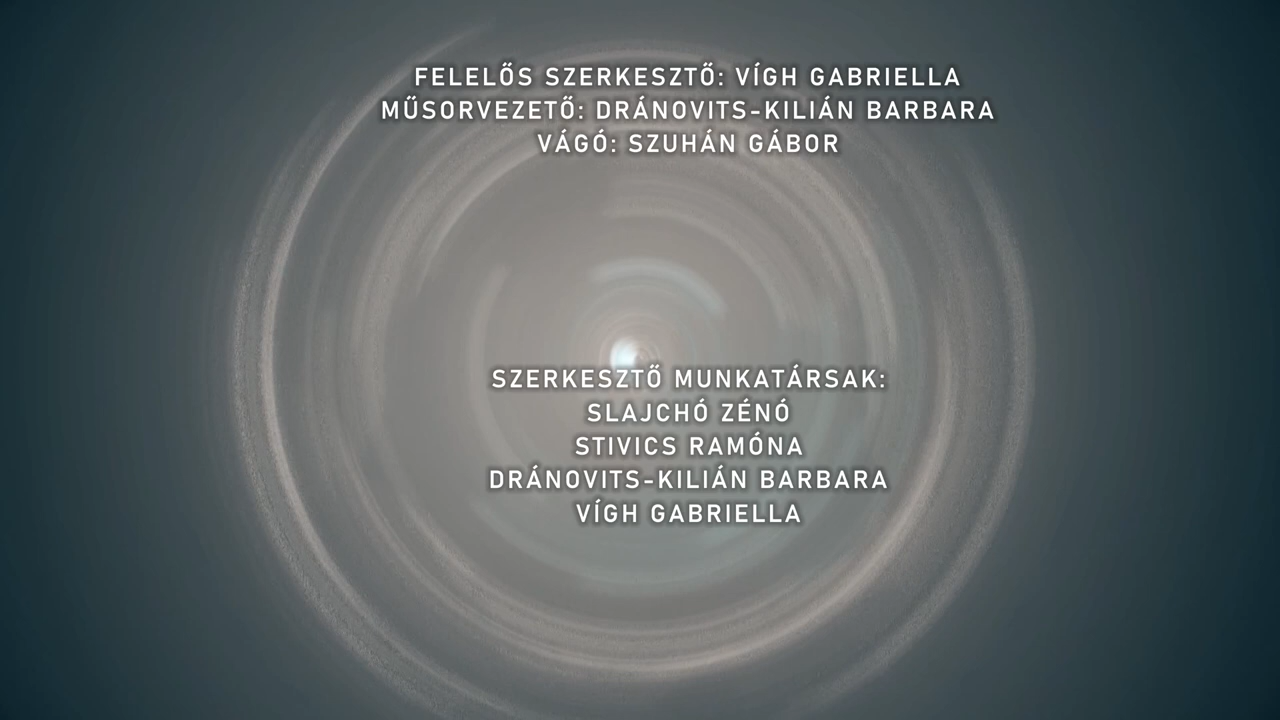 FELELŐS SZERKESZTŐ: VÍGH GABRIELLA
MŰSORVEZETŐ: DRÁNOVITS-KILIÁN BARBARA
VÁGÓ: SZUHÁN GÁBOR
SZERKESZTŐ MUNKATÁRSAK:
SLAJCHÓ ZÉNÓ
STIVICS RAMÓNA
DRÁNOVITS-KILIÁN BARBARA
VÍGH GABRIELLA